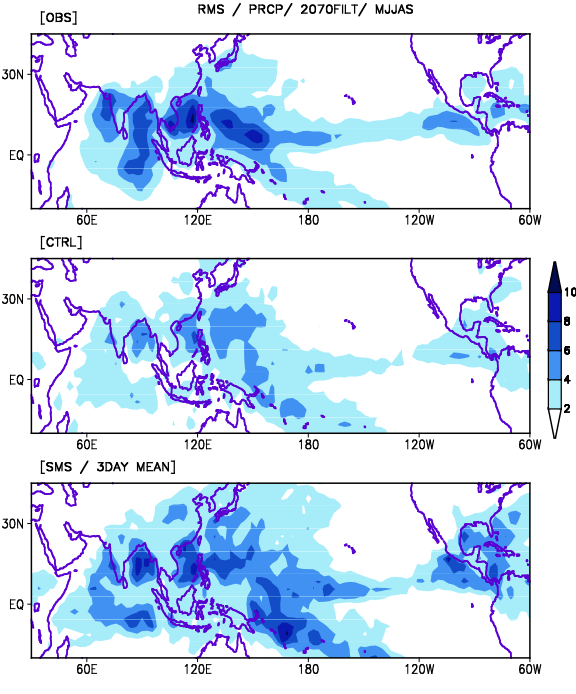 RMS / PRCP/ 2070FILT/ MJJAS
[OBS]
30N
EQ
60E 120E 180 120W 60W
[CTRL]
30N
EQ
60E 120E 180 120W 60W
10
8
6
4
2
[SMS / 3DAY MEAN]
30N
EQ
60E 120E 180 120W 60W